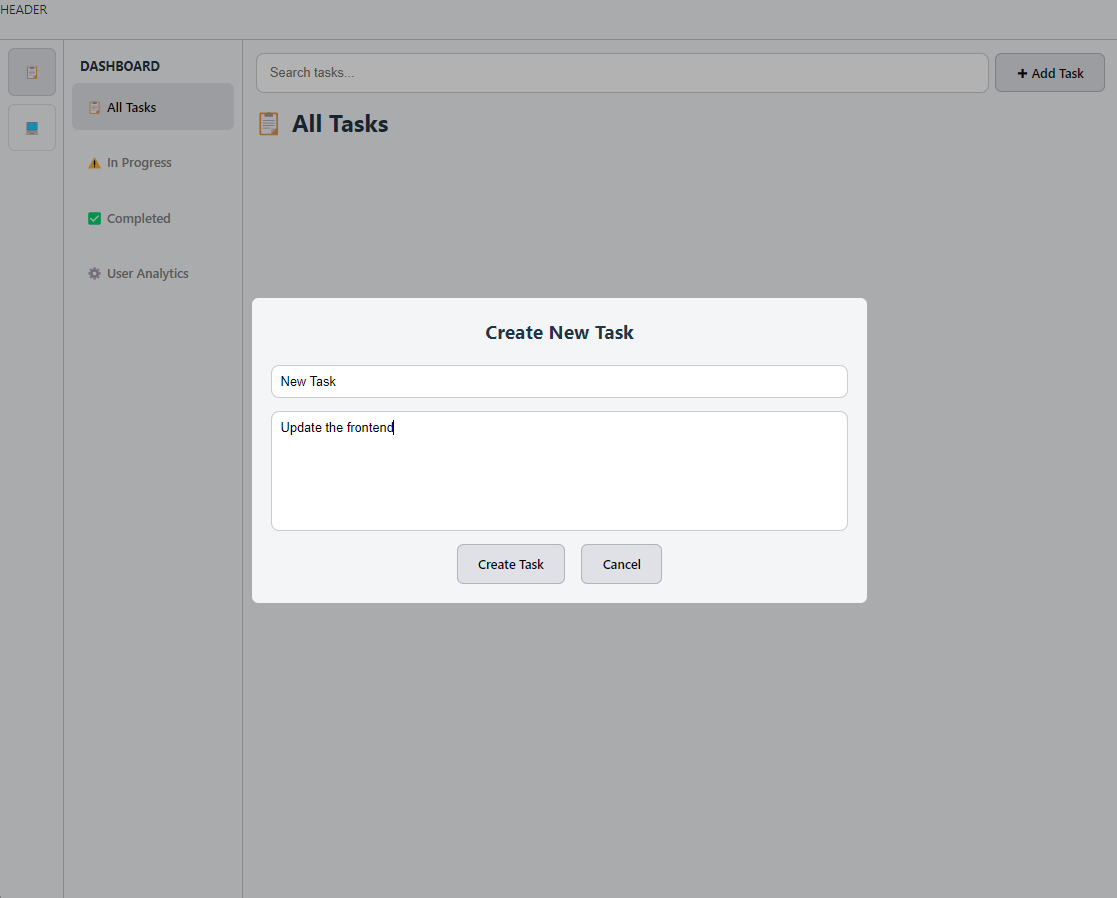 HEADER
DASHBOARD
All Tasks
In Progress
Completed
User Analytics
Search tasks...
+ Add Task
All Tasks
Create New Task
New Task
Update the frontend
Create Task
Cancel